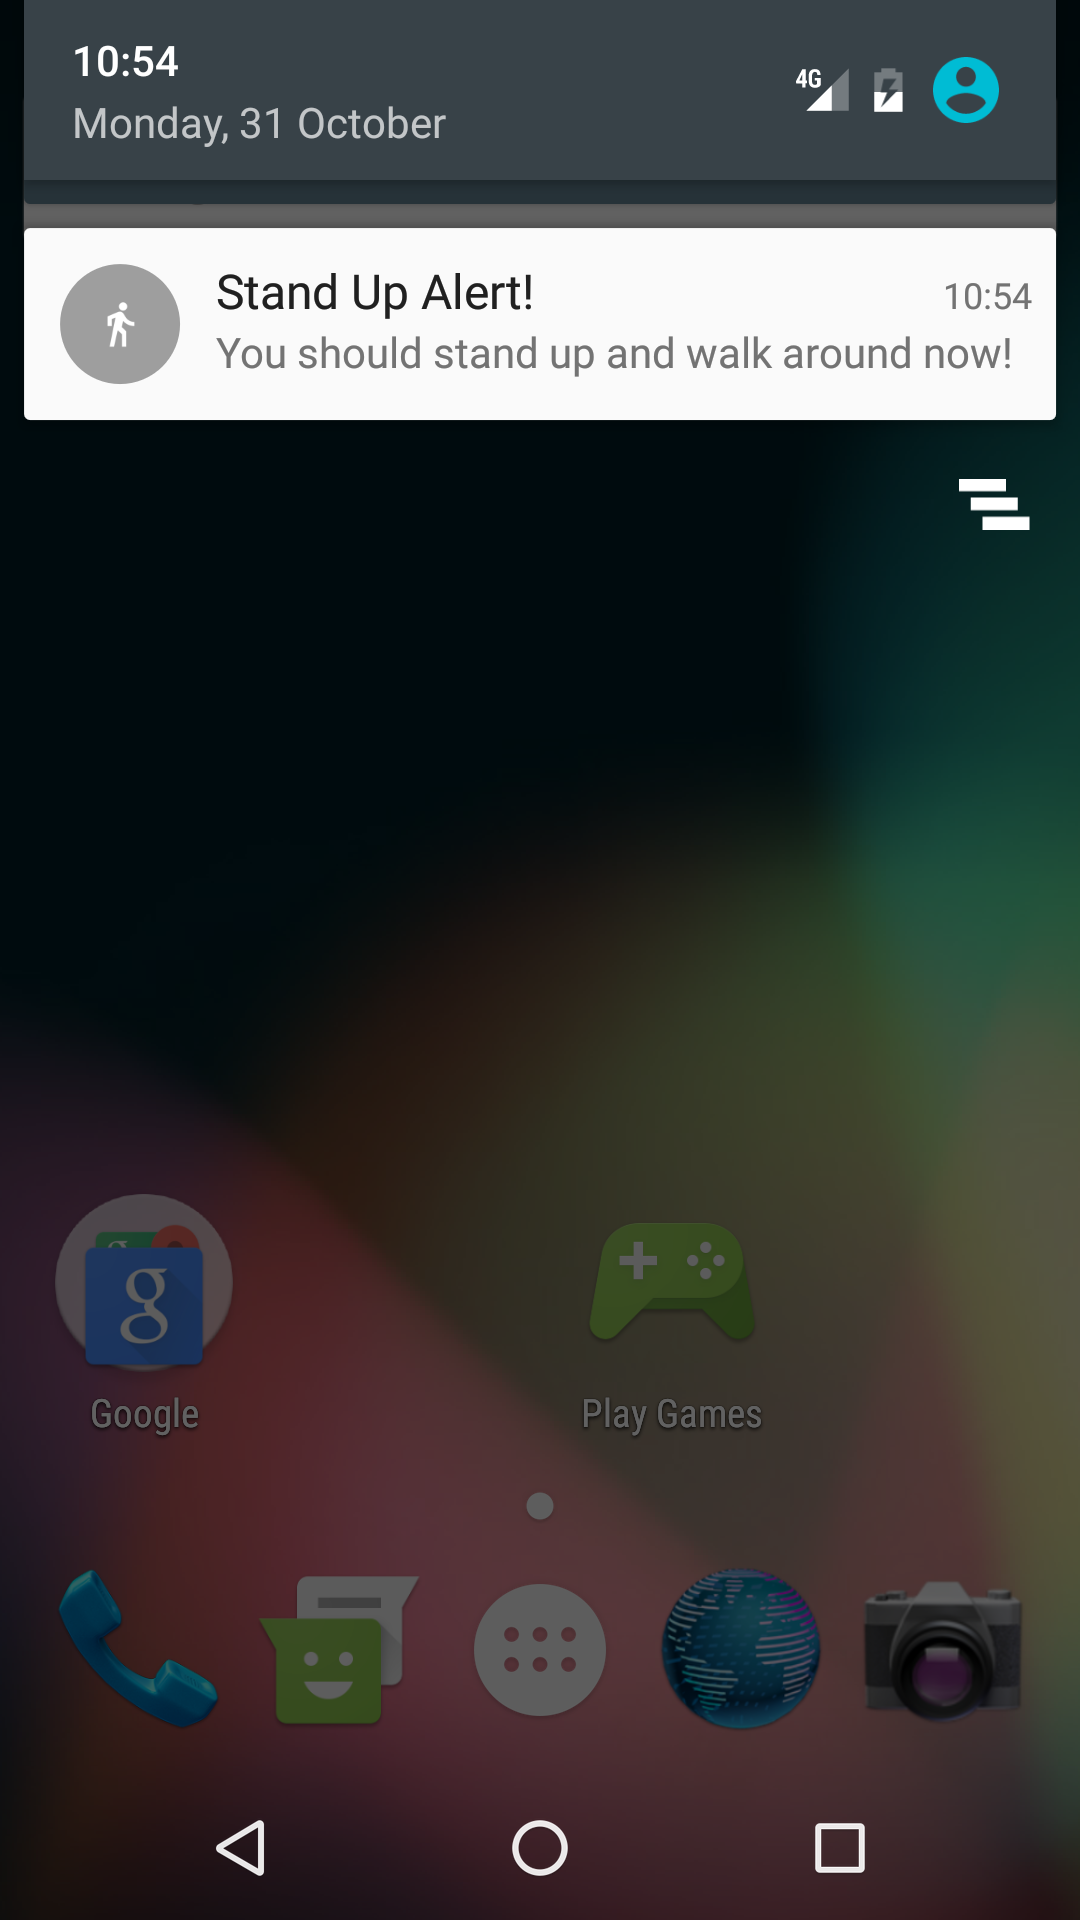 10:54
Monday, 31 October
4G
Stand Up Alert!
10:54
You should stand up and walk around now!
g
Google
Play Games